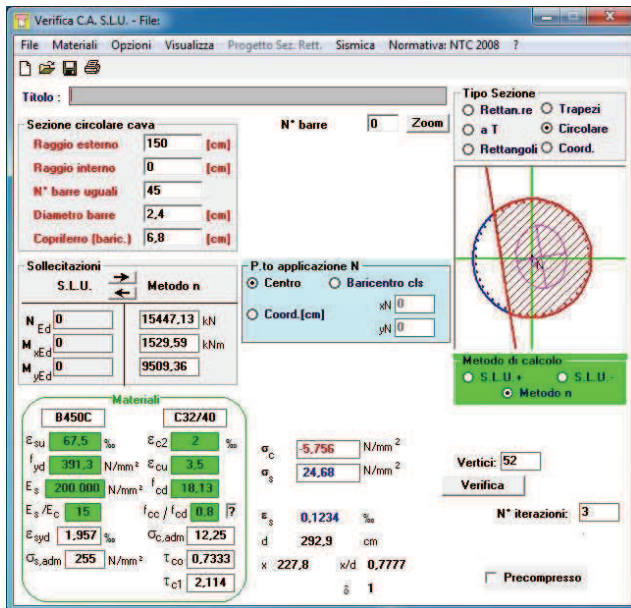 Verifica C.A. S.L.U. - File:
File Materiali Opzioni Visualizza Progetto Sez. Rett. Sismica Normativa: NTC 2008 ?
Titolo :
Tipo Sezione
Rettan.re Trapezi
a T Circolare
Rettangoli Coord.
Sezione circolare cava
Raggio esterno 150 [cm]
Raggio interno 0 [cm]
N° barre uguali 45
Diametro barre 2,4 [cm]
Copriferro (baric.) 6,8 [cm]
N° barre 0 Zoom
N
Sollecitazioni
S.L.U. Metodo n
N Ed 0 15447,13 kN
M xEd 0 1529,59 kNm
M yEd 0 9509,36
P.to applicazione N
Centro Baricentro cls
Coord.[cm]
xN 0
yN 0
Metodo di calcolo
S.L.U.+ S.L.U.-
Metodo n
Materiali
B450C C32/40
εsu 67,5 ‰ εc2 2 ‰
fyd 391,3 N/mm² εcu 3,5
Es 200.000 N/mm² fcd 18,13
Es/Ec 15 fcc / fcd 0,8 ?
εsyd 1,957 ‰ σc,adm 12,25
σs,adm 255 N/mm² τco 0,7333
τc1 2,114
σc -5,756 N/mm²
σs 24,68 N/mm²
εs 0,1234 ‰
d 292,9 cm
x 227,8 x/d 0,7777
δ 1
Vertici: 52
Verifica
N° iterazioni: 3
Precompresso